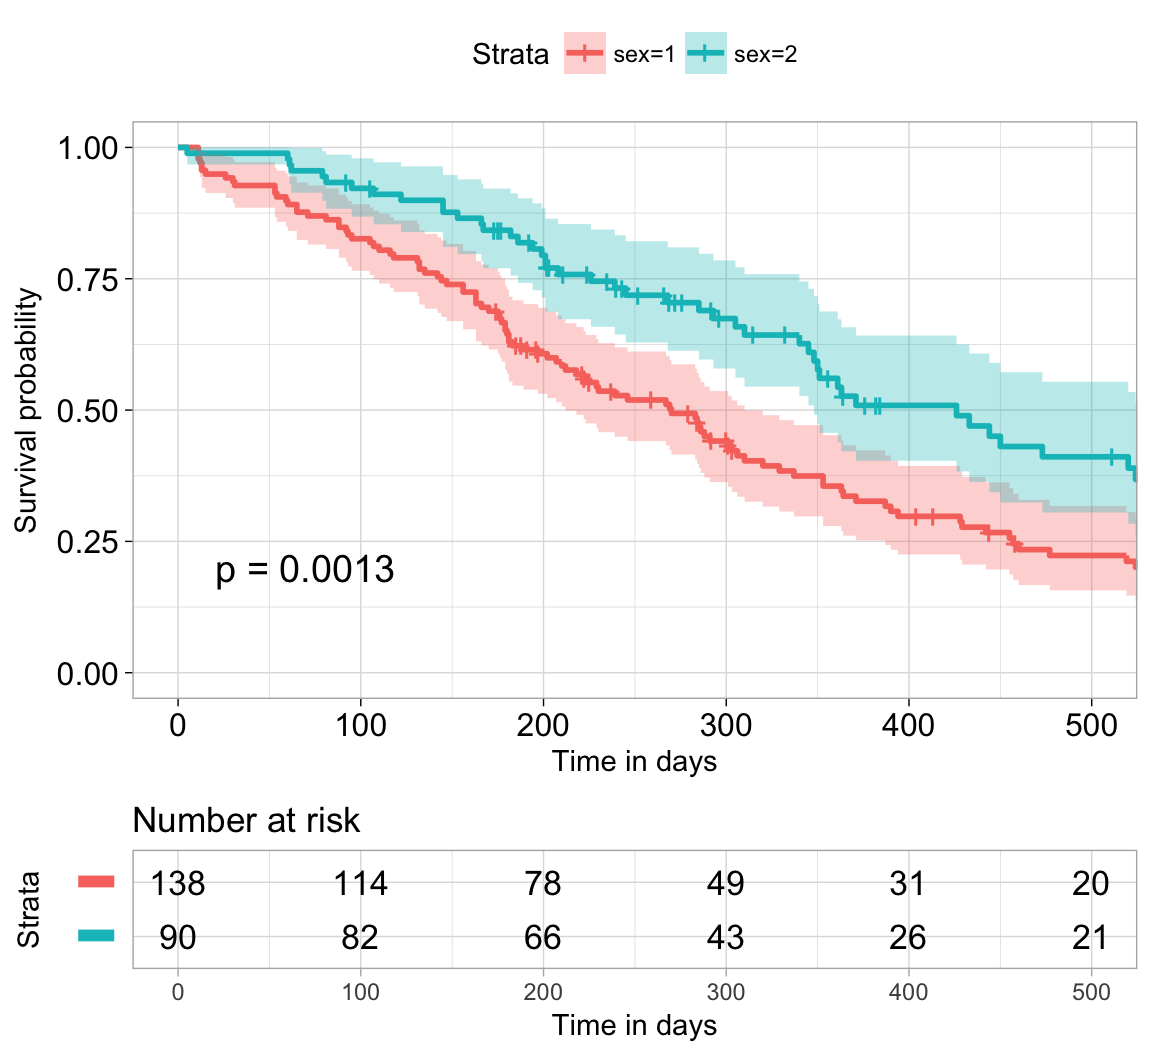 Strata sex=1 sex=2
Survival probability
1.00
0.75
0.50
0.25
0.00
p = 0.0013
0 100 200 300 400 500
Time in days
Number at risk
Strata
138 114 78 49 31 20
90 82 66 43 26 21
0 100 200 300 400 500
Time in days